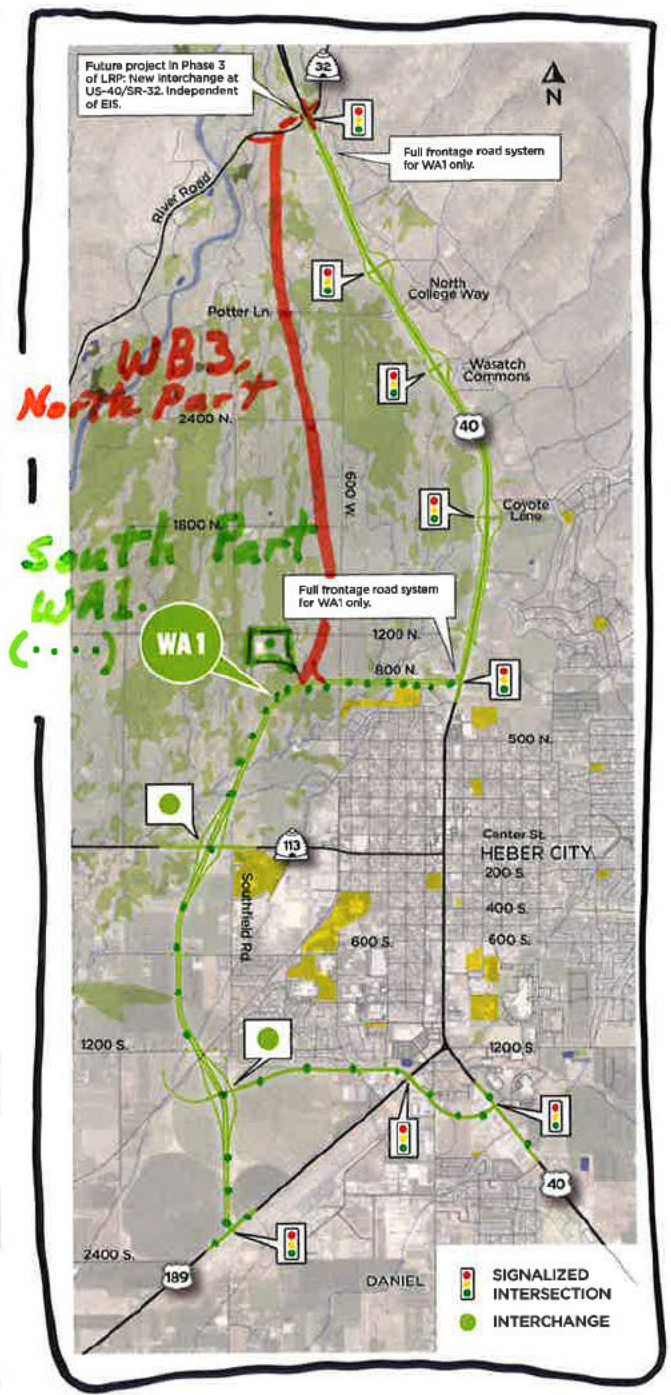 Future project in Phase 3
of LRP: New interchange at
US-40/SR-32. Independent
of EIS.
32
N
Full frontage road system
for WA1 only.
River Road
North
College Way
Potter Ln.
WB3,
North Part
Wasatch
Commons
2400 N.
40
600 W.
Coyote
Lane
1800 N.
South Part
WA1.
(....)
Full frontage road system
for WA1 only.
1200 N.
WA1
800 N.
500 N.
113
Center St.
HEBER CITY
200 S.
Southfield Rd.
400 S.
600 S.
600 S.
1200 S.
1200 S.
40
2400 S.
189
DANIEL
SIGNALIZED
INTERSECTION
INTERCHANGE